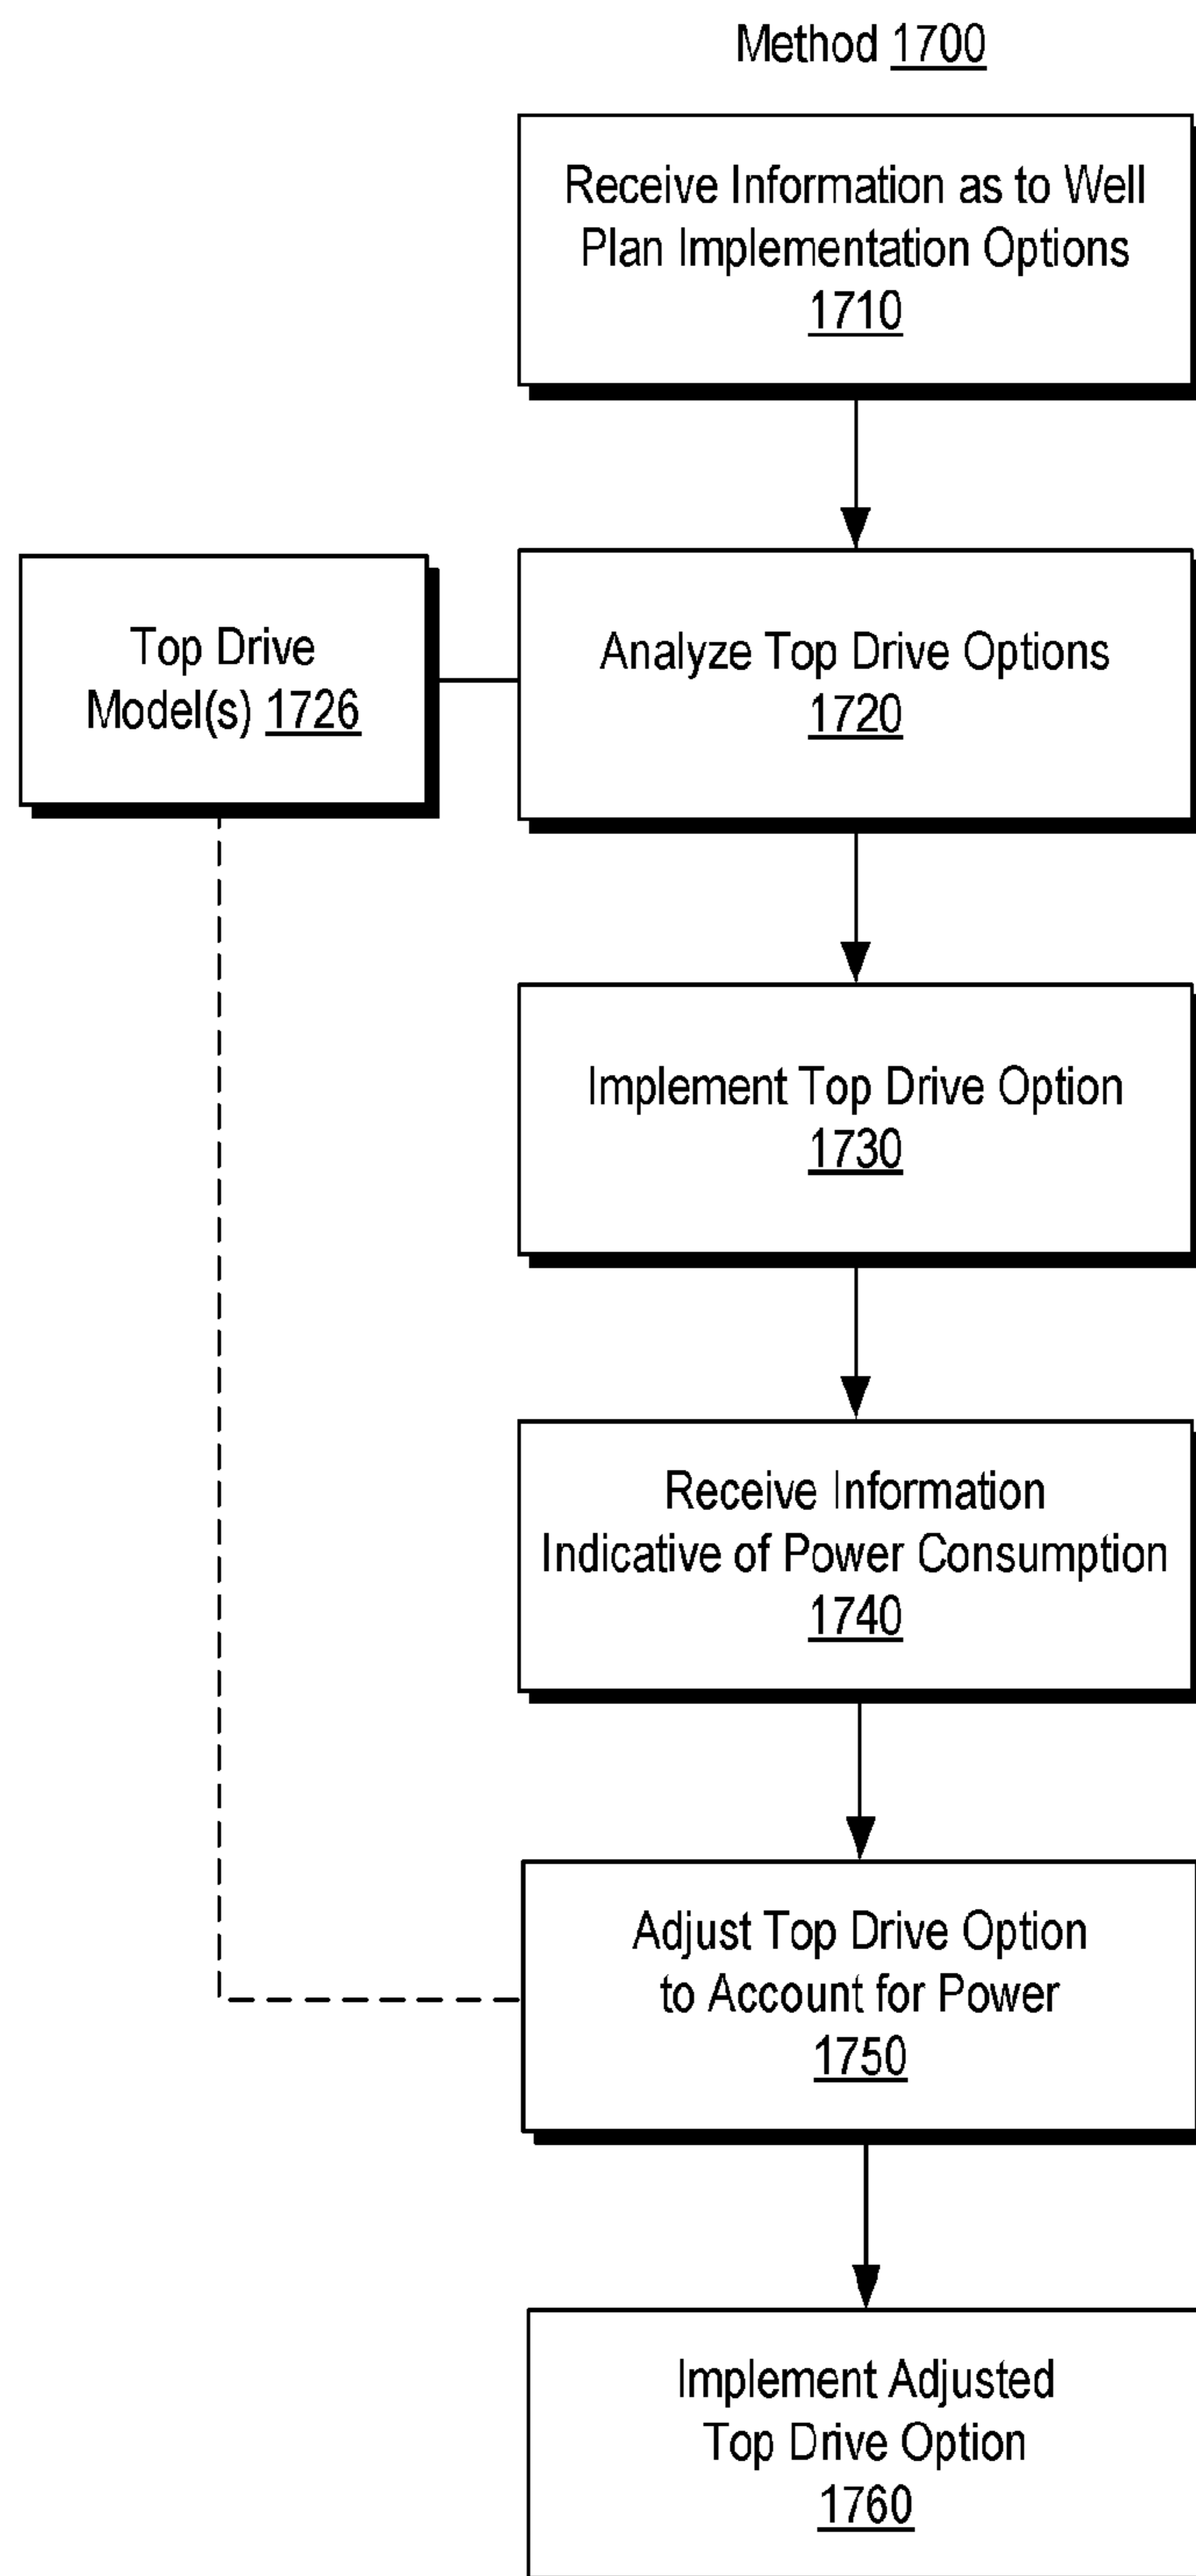 Method 1700
Receive Information as to Well
Plan Implementation Options
1710
Top Drive
Model(s) 1726
Analyze Top Drive Options
1720
Implement Top Drive Option
1730
Receive Information
Indicative of Power Consumption
1740
Adjust Top Drive Option
to Account for Power
1750
Implement Adjusted
Top Drive Option
1760